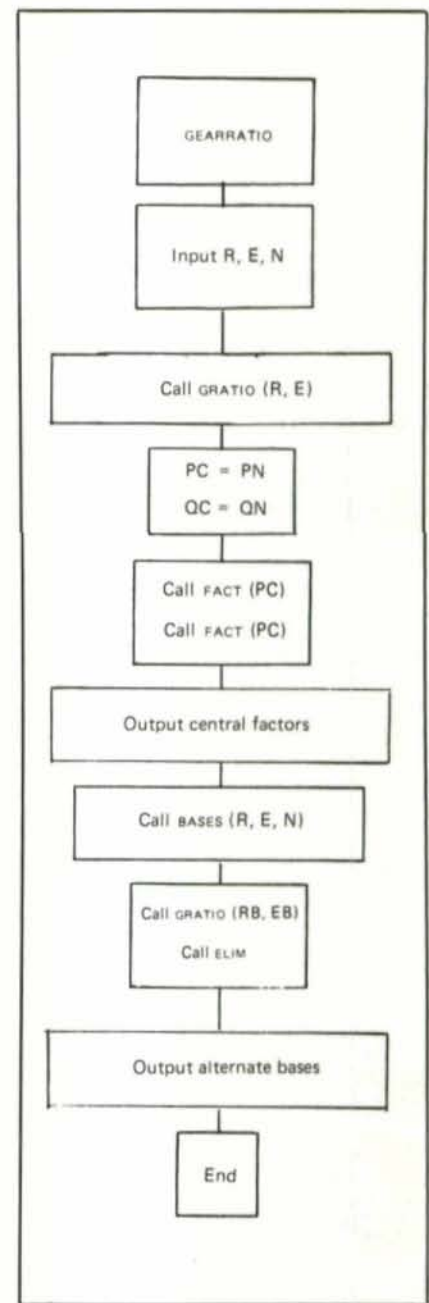 GEARRATIO
Input R, E, N
Call GRATIO (R, E)
PC = PN
QC = QN
Call FACT (PC)
Call FACT (PC)
Output central factors
Call BASES (R, E, N)
Call GRATIO (RB, EB)
Call ELIM
Output alternate bases
End